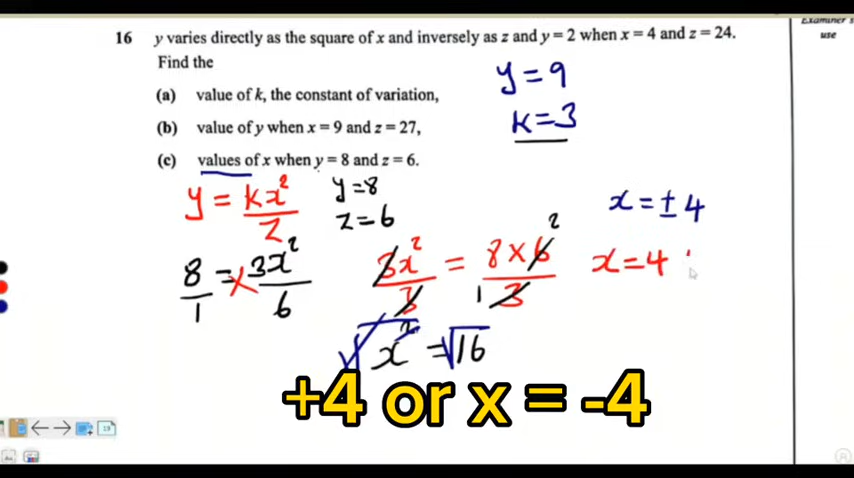 Examiner's
use
16 y varies directly as the square of x and inversely as z and y = 2 when x = 4 and z = 24.
Find the
(a) value of k, the constant of variation,
(b) value of y when x = 9 and z = 27,
(c) values of x when y = 8 and z = 6.
y = 9
k = 3
y = kx²/z
y = 8
z = 6
x = ± 4
8/1 = 3x²/6
3x²/3 = 8 × 6/3
2
1
x = 4
√x² = √16
+4 or x = -4
19